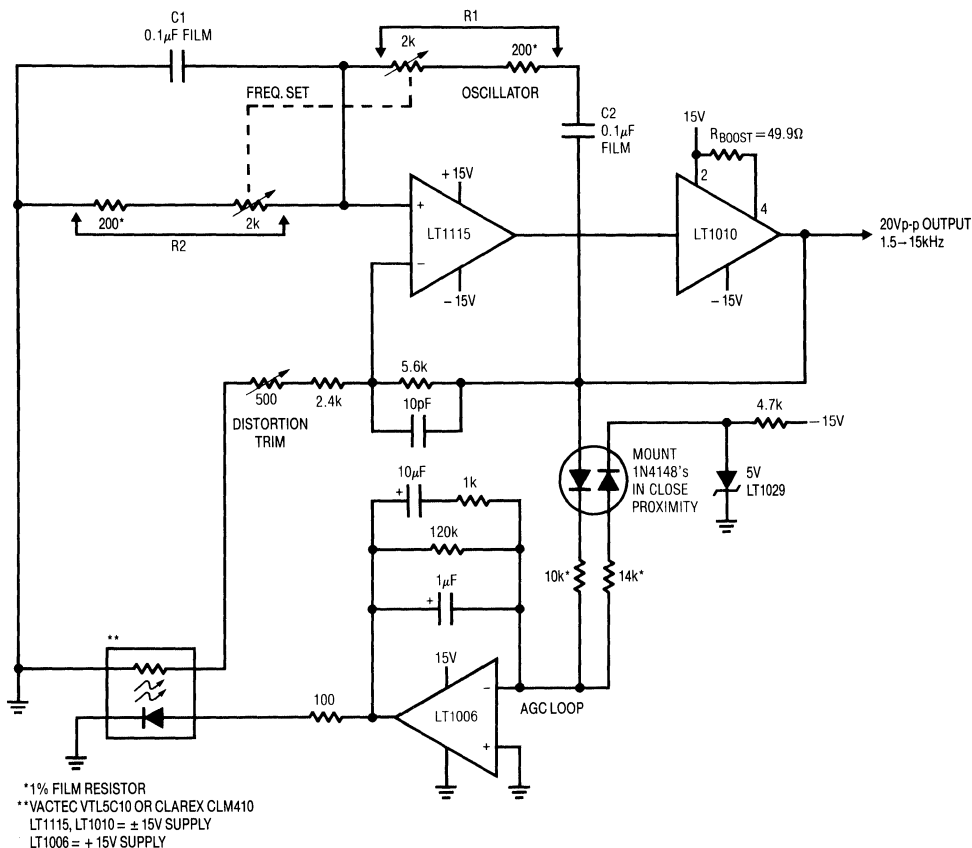 C1
0.1µF FILM
R1
2k
200*
FREQ. SET
OSCILLATOR
C2
0.1µF
FILM
15V
RBOOST = 49.9Ω
2
4
+15V
+
LT1115
−
−15V
LT1010
−15V
20Vp-p OUTPUT
1.5→15kHz
200*
2k
R2
500
2.4k
5.6k
10pF
DISTORTION
TRIM
4.7k
−15V
MOUNT
1N4148's
IN CLOSE
PROXIMITY
5V
LT1029
10µF
+
1k
120k
1µF
+
10k*
14k*
**
15V
−
LT1006
+
AGC LOOP
100
*1% FILM RESISTOR
**VACTEC VTL5C10 OR CLAREX CLM410
LT1115, LT1010 = ±15V SUPPLY
LT1006 = +15V SUPPLY